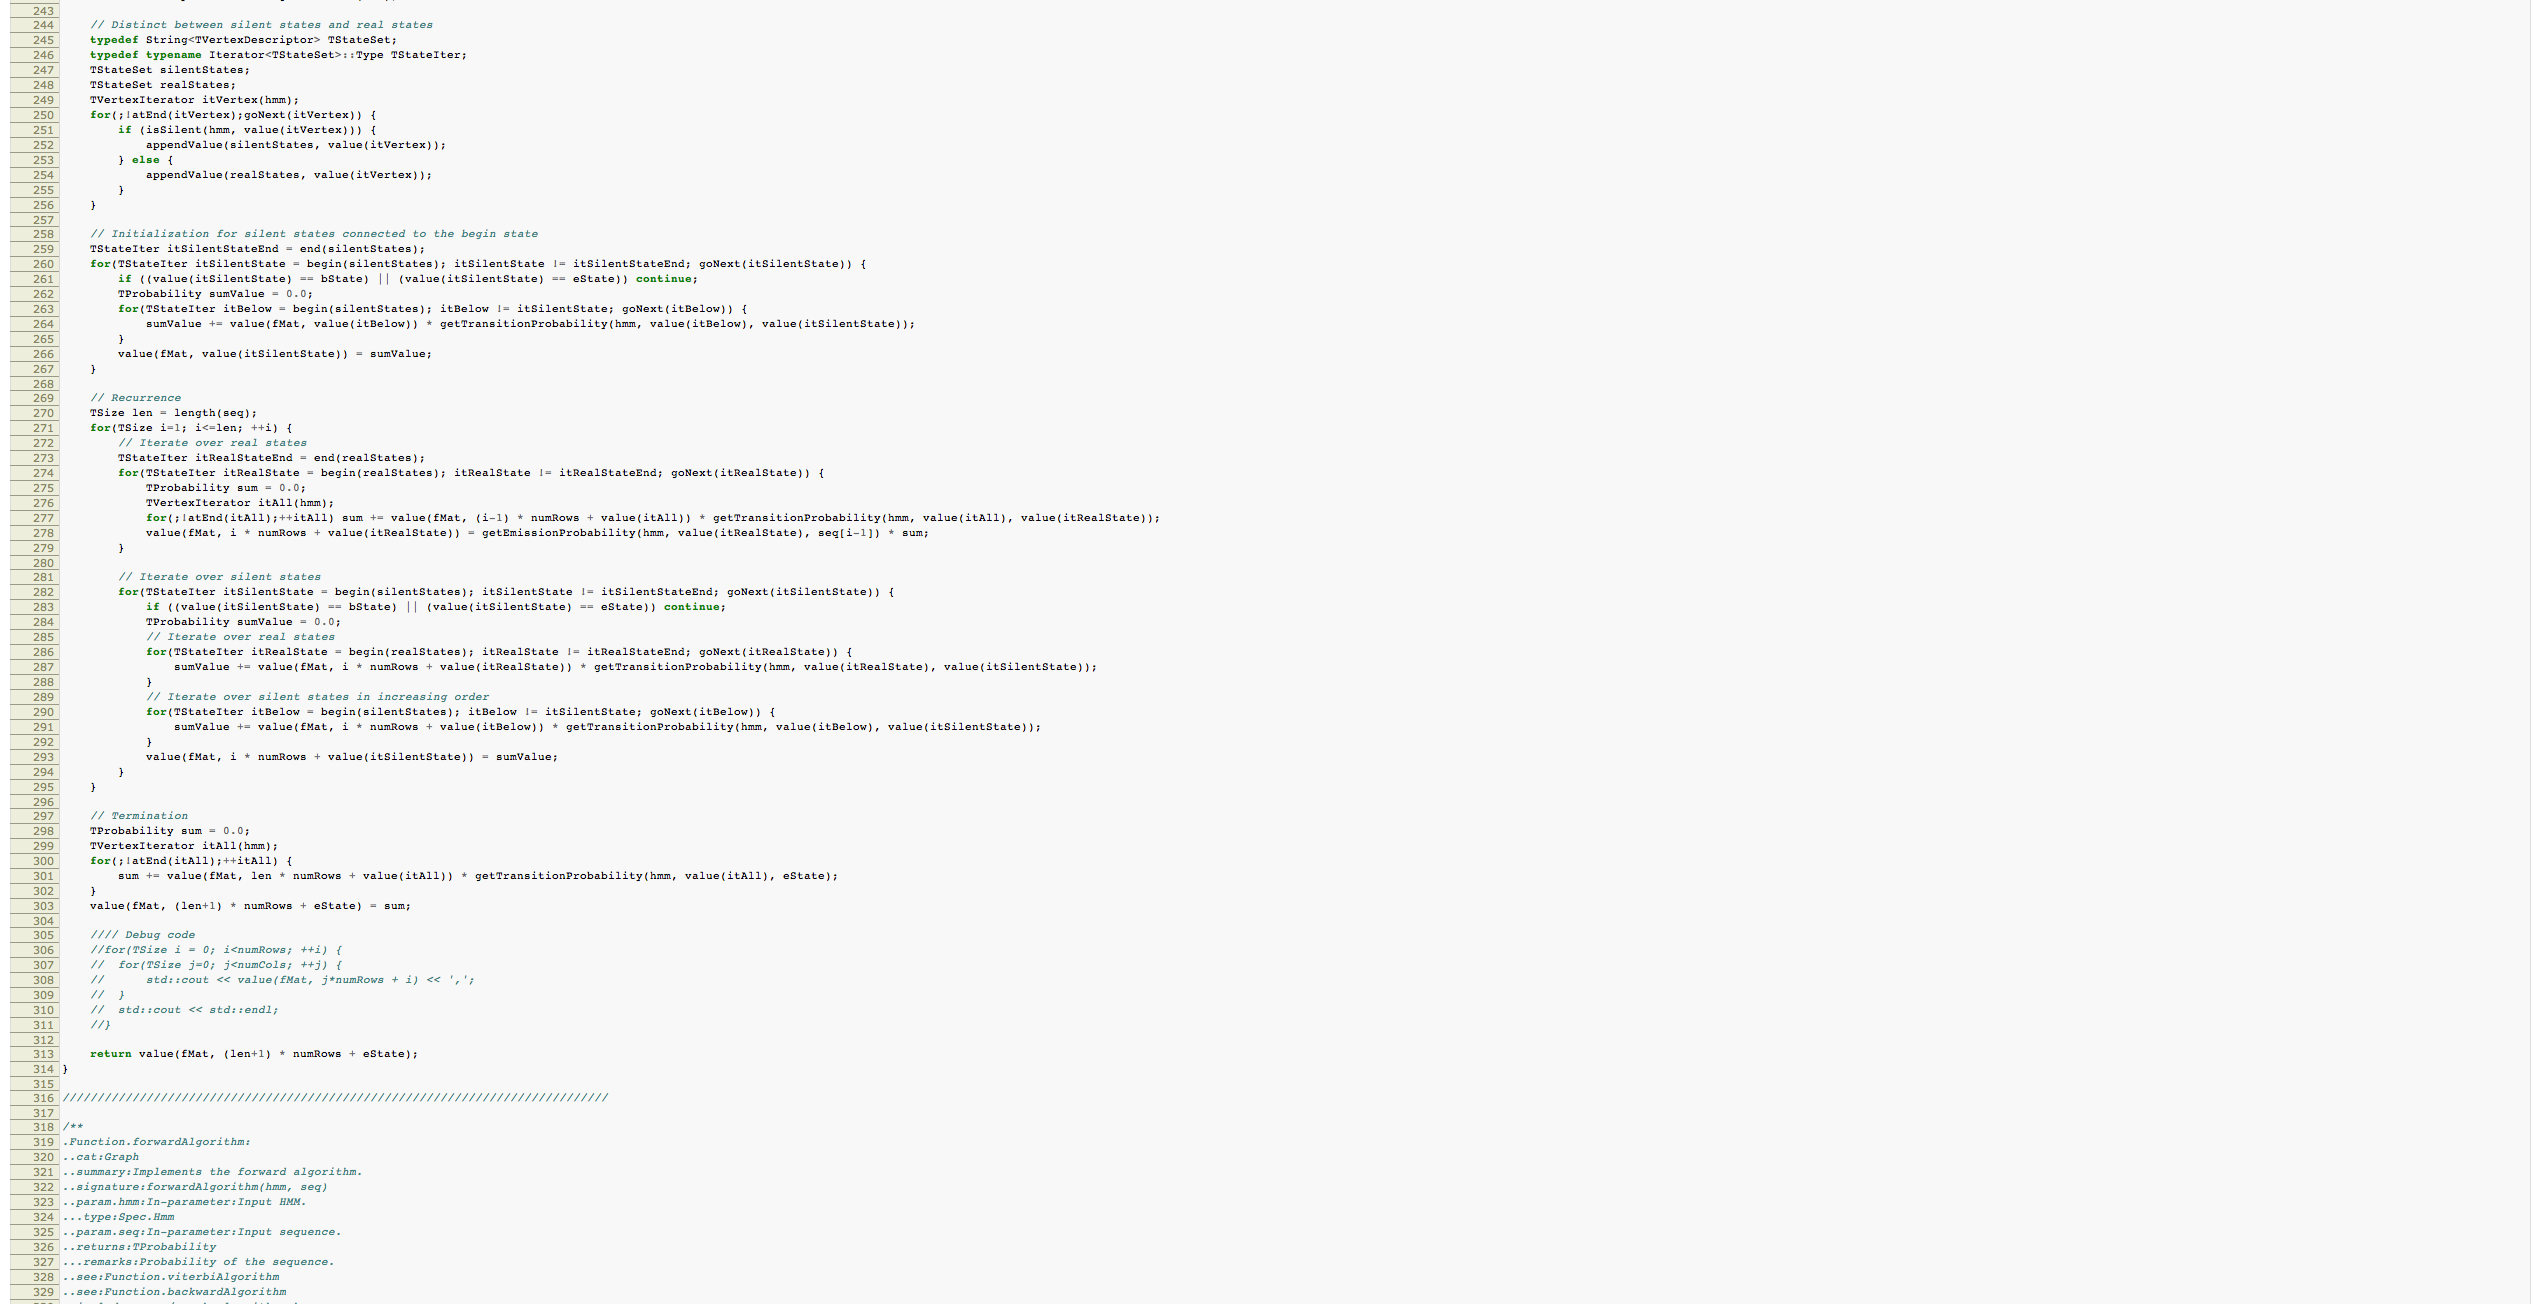 243
244 // Distinct between silent states and real states
245 typedef String<TVertexDescriptor> TStateSet;
246 typedef typename Iterator<TStateSet>::Type TStateIter;
247 TStateSet silentStates;
248 TStateSet realStates;
249 TVertexIterator itVertex(hmm);
250 for(;!atEnd(itVertex);goNext(itVertex)) {
251 if (isSilent(hmm, value(itVertex))) {
252 appendValue(silentStates, value(itVertex));
253 } else {
254 appendValue(realStates, value(itVertex));
255 }
256 }
257
258 // Initialization for silent states connected to the begin state
259 TStateIter itSilentStateEnd = end(silentStates);
260 for(TStateIter itSilentState = begin(silentStates); itSilentState != itSilentStateEnd; goNext(itSilentState)) {
261 if ((value(itSilentState) == bState) || (value(itSilentState) == eState)) continue;
262 TProbability sumValue = 0.0;
263 for(TStateIter itBelow = begin(silentStates); itBelow != itSilentState; goNext(itBelow)) {
264 sumValue += value(fMat, value(itBelow)) * getTransitionProbability(hmm, value(itBelow), value(itSilentState));
265 }
266 value(fMat, value(itSilentState)) = sumValue;
267 }
268
269 // Recurrence
270 TSize len = length(seq);
271 for(TSize i=1; i<=len; ++i) {
272 // Iterate over real states
273 TStateIter itRealStateEnd = end(realStates);
274 for(TStateIter itRealState = begin(realStates); itRealState != itRealStateEnd; goNext(itRealState)) {
275 TProbability sum = 0.0;
276 TVertexIterator itAll(hmm);
277 for(;!atEnd(itAll);++itAll) sum += value(fMat, (i-1) * numRows + value(itAll)) * getTransitionProbability(hmm, value(itAll), value(itRealState));
278 value(fMat, i * numRows + value(itRealState)) = getEmissionProbability(hmm, value(itRealState), seq[i-1]) * sum;
279 }
280
281 // Iterate over silent states
282 for(TStateIter itSilentState = begin(silentStates); itSilentState != itSilentStateEnd; goNext(itSilentState)) {
283 if ((value(itSilentState) == bState) || (value(itSilentState) == eState)) continue;
284 TProbability sumValue = 0.0;
285 // Iterate over real states
286 for(TStateIter itRealState = begin(realStates); itRealState != itRealStateEnd; goNext(itRealState)) {
287 sumValue += value(fMat, i * numRows + value(itRealState)) * getTransitionProbability(hmm, value(itRealState), value(itSilentState));
288 }
289 // Iterate over silent states in increasing order
290 for(TStateIter itBelow = begin(silentStates); itBelow != itSilentState; goNext(itBelow)) {
291 sumValue += value(fMat, i * numRows + value(itBelow)) * getTransitionProbability(hmm, value(itBelow), value(itSilentState));
292 }
293 value(fMat, i * numRows + value(itSilentState)) = sumValue;
294 }
295 }
296
297 // Termination
298 TProbability sum = 0.0;
299 TVertexIterator itAll(hmm);
300 for(;!atEnd(itAll);++itAll) {
301 sum += value(fMat, len * numRows + value(itAll)) * getTransitionProbability(hmm, value(itAll), eState);
302 }
303 value(fMat, (len+1) * numRows + eState) = sum;
304
305 //// Debug code
306 //for(TSize i = 0; i<numRows; ++i) {
307 // for(TSize j=0; j<numCols; ++j) {
308 // std::cout << value(fMat, j*numRows + i) << ',';
309 // }
310 // std::cout << std::endl;
311 //}
312
313 return value(fMat, (len+1) * numRows + eState);
314 }
315
316 //////////////////////////////////////////////////////////////////////////////
317
318 /**
319 .Function.forwardAlgorithm:
320 ..cat:Graph
321 ..summary:Implements the forward algorithm.
322 ..signature:forwardAlgorithm(hmm, seq)
323 ..param.hmm:In-parameter:Input HMM.
324 ...type:Spec.Hmm
325 ..param.seq:In-parameter:Input sequence.
326 ..returns:TProbability
327 ...remarks:Probability of the sequence.
328 ..see:Function.viterbiAlgorithm
329 ..see:Function.backwardAlgorithm